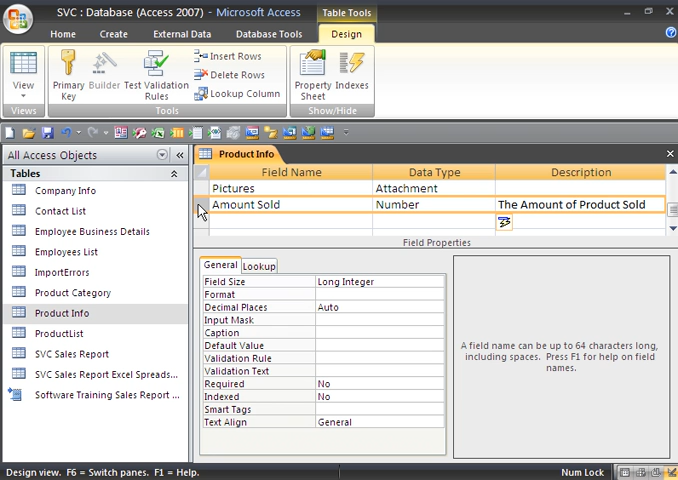 SVC : Database (Access 2007) - Microsoft Access
Table Tools
Home
Create
External Data
Database Tools
Design
View
Primary Key
Builder
Test Validation Rules
Insert Rows
Delete Rows
Lookup Column
Property Sheet
Indexes
Views
Tools
Show/Hide
All Access Objects
Tables
Company Info
Contact List
Employee Business Details
Employees List
ImportErrors
Product Category
Product Info
ProductList
SVC Sales Report
SVC Sales Report Excel Spreads...
Software Training Sales Report ...
Product Info
Field Name Data Type Description
Pictures Attachment
Amount Sold Number The Amount of Product Sold
Field Properties
General Lookup
Field Size Long Integer
Format
Decimal Places Auto
Input Mask
Caption
Default Value
Validation Rule
Validation Text
Required No
Indexed No
Smart Tags
Text Align General
A field name can be up to 64 characters long,
including spaces. Press F1 for help on field
names.
Design view. F6 = Switch panes. F1 = Help.
Num Lock